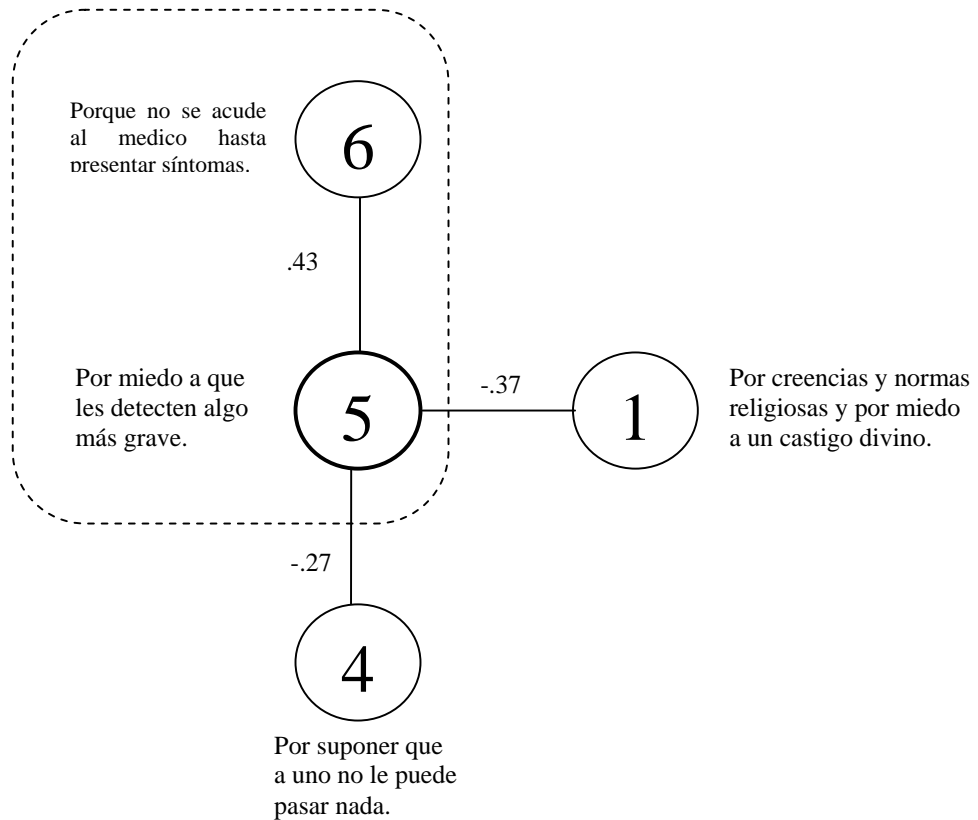 Porque no se acude
al medico hasta
presentar síntomas.
6
.43
Por miedo a que
les detecten algo
más grave.
5
-.37
1
Por creencias y normas
religiosas y por miedo
a un castigo divino.
-.27
4
Por suponer que
a uno no le puede
pasar nada.